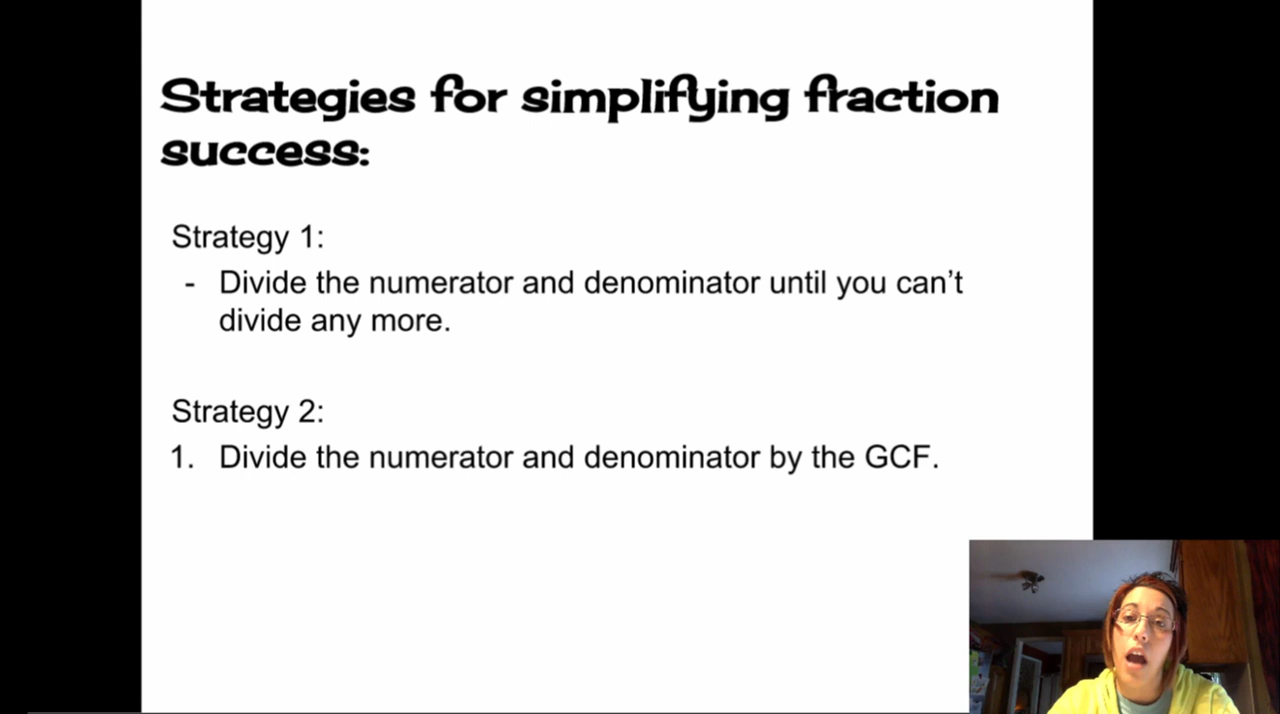 Strategies for simplifying fraction
success:
Strategy 1:
- Divide the numerator and denominator until you can’t
divide any more.
Strategy 2:
1. Divide the numerator and denominator by the GCF.